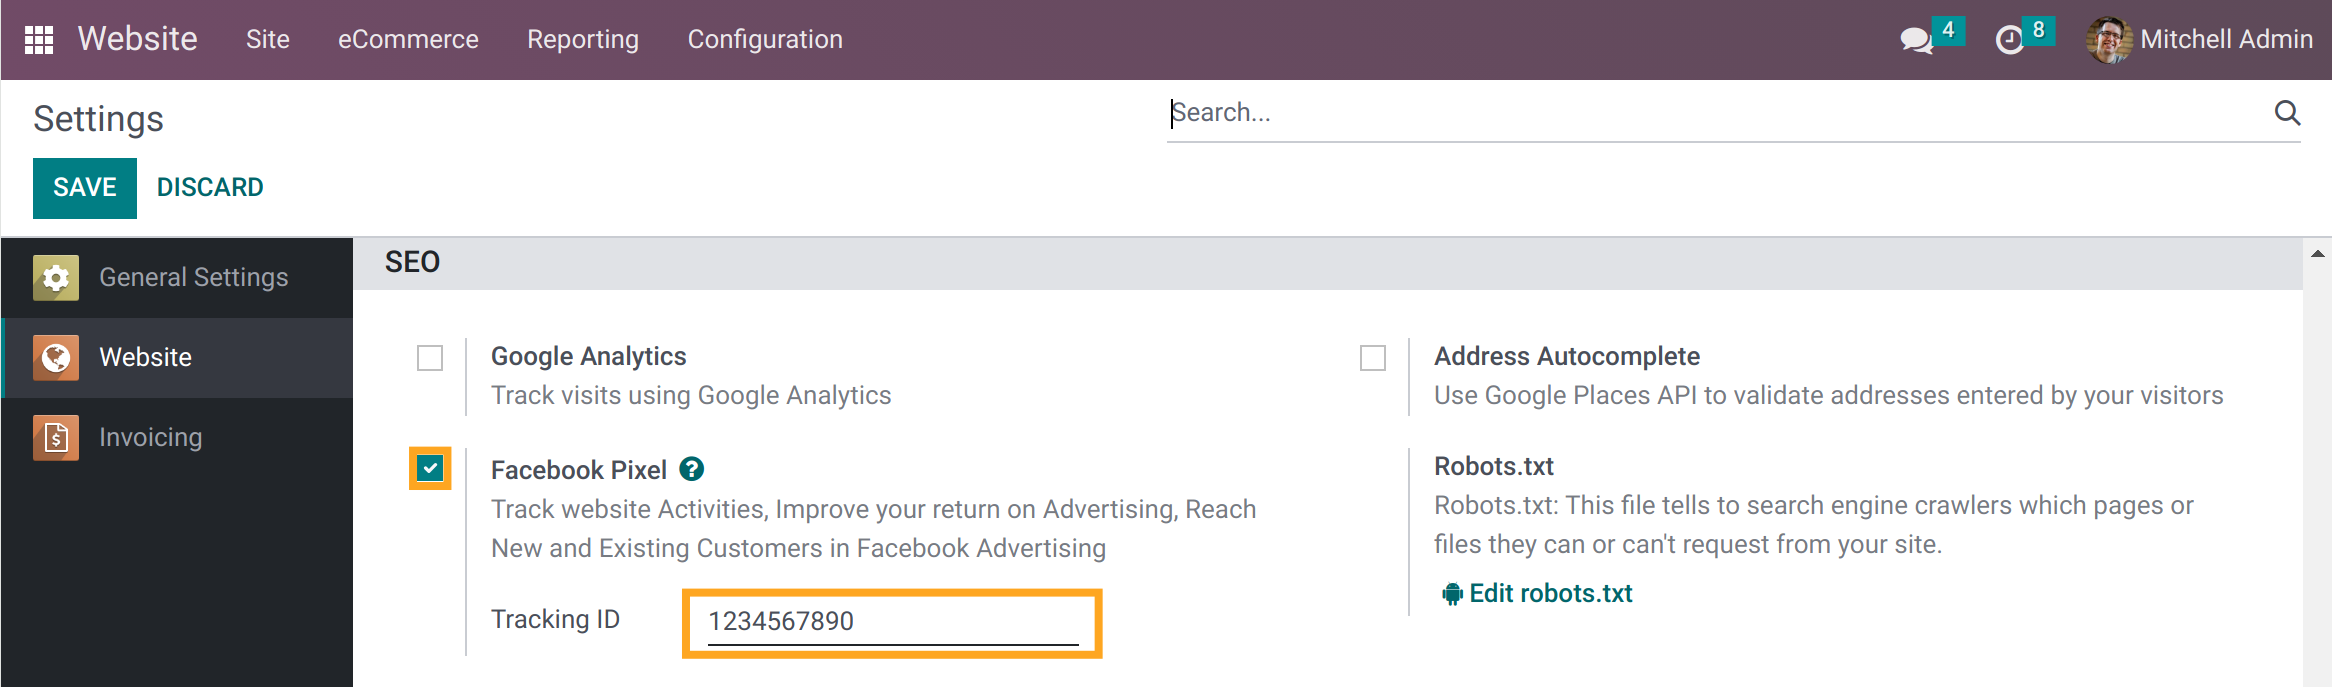 Website Site eCommerce Reporting Configuration 4 8 Mitchell Admin
Settings
Search...
SAVE DISCARD
General Settings
Website
Invoicing
SEO
Google Analytics
Track visits using Google Analytics
Address Autocomplete
Use Google Places API to validate addresses entered by your visitors
Facebook Pixel ?
Track website Activities, Improve your return on Advertising, Reach
New and Existing Customers in Facebook Advertising
Tracking ID 1234567890
Robots.txt
Robots.txt: This file tells to search engine crawlers which pages or
files they can or can't request from your site.
Edit robots.txt